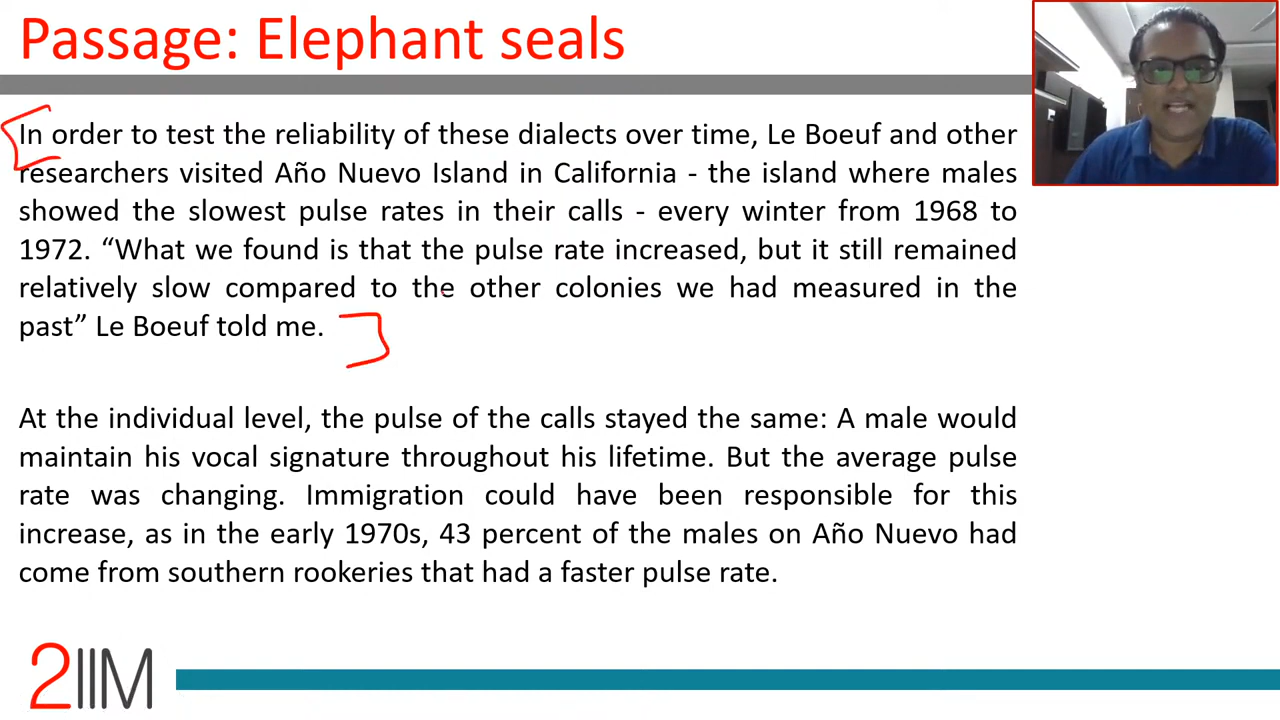 Passage: Elephant seals
In order to test the reliability of these dialects over time, Le Boeuf and other
researchers visited Año Nuevo Island in California - the island where males
showed the slowest pulse rates in their calls - every winter from 1968 to
1972. “What we found is that the pulse rate increased, but it still remained
relatively slow compared to the other colonies we had measured in the
past” Le Boeuf told me.
At the individual level, the pulse of the calls stayed the same: A male would
maintain his vocal signature throughout his lifetime. But the average pulse
rate was changing. Immigration could have been responsible for this
increase, as in the early 1970s, 43 percent of the males on Año Nuevo had
come from southern rookeries that had a faster pulse rate.
2IIM